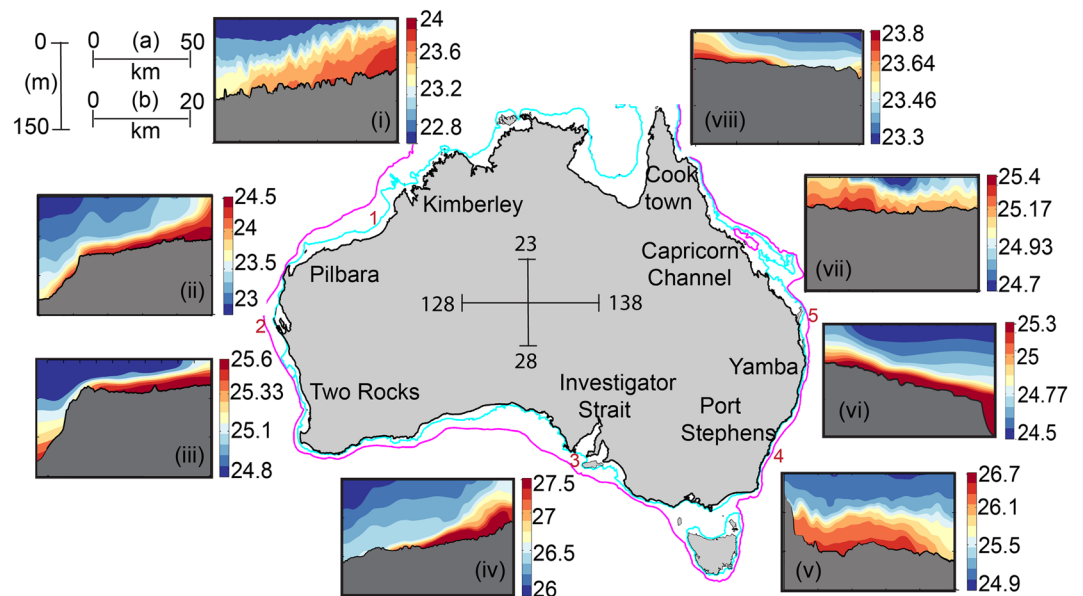 0
(m)
150
0 (a) 50
km
0 (b) 20
km
24
23.6
23.2
22.8
(i)
23.8
23.64
23.46
23.3
(viii)
24.5
24
23.5
23
(ii)
25.4
25.17
24.93
24.7
(vii)
25.6
25.33
25.1
24.8
(iii)
25.3
25
24.77
24.5
(vi)
27.5
27
26.5
26
(iv)
26.7
26.1
25.5
24.9
(v)
Kimberley
Cook
town
Capricorn
Channel
Pilbara
23
128
138
28
Two Rocks
Investigator
Strait
Yamba
Port
Stephens
1
2
3
4
5